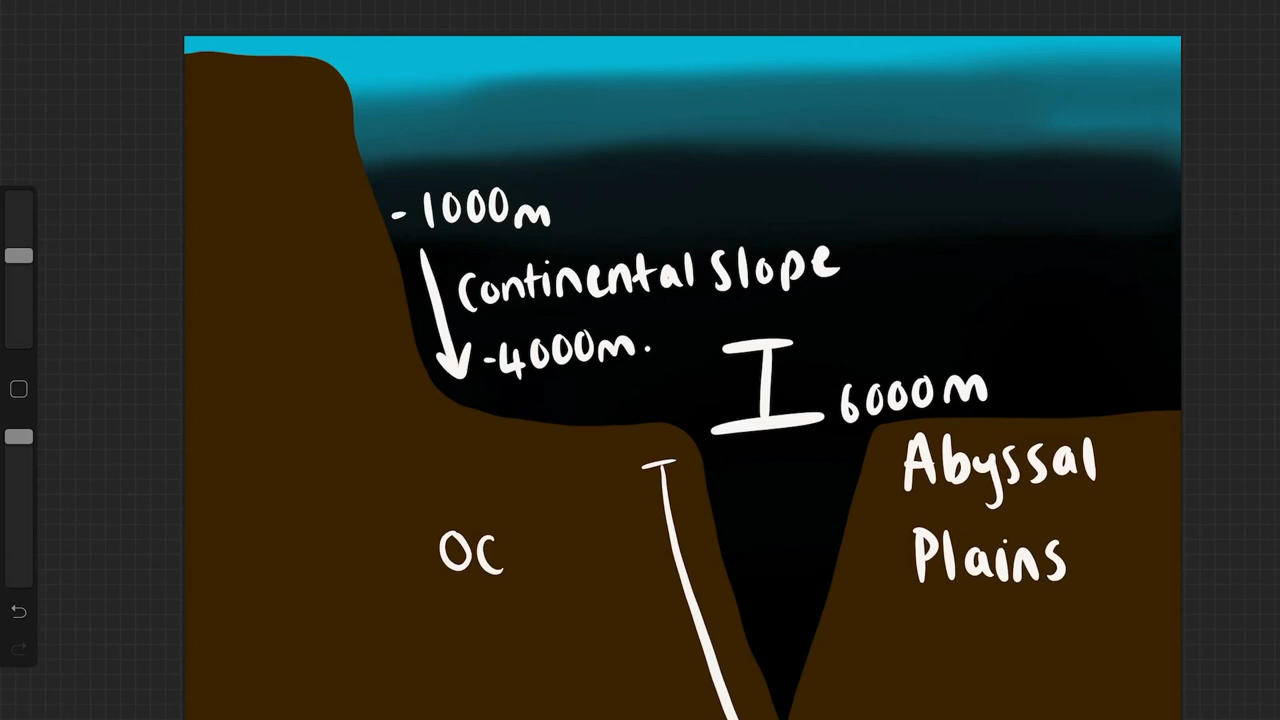 - 1000m
Continental Slope
-4000m.
6000m
Abyssal
Plains
OC